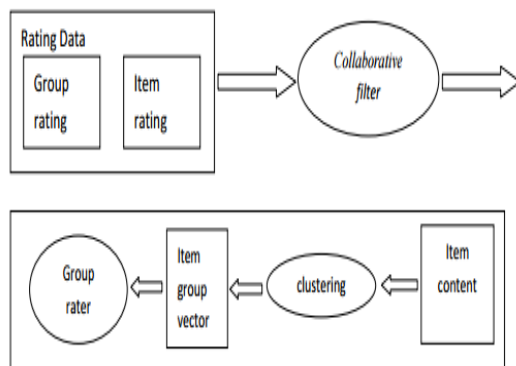 Rating Data
Group
rating
Item
rating
Collaborative
filter
Group
rater
Item
group
vector
clustering
Item
content